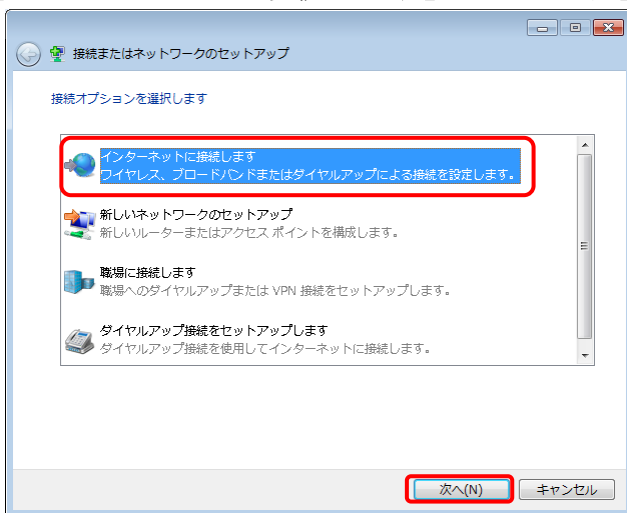 接続またはネットワークのセットアップ
接続オプションを選択します
インターネットに接続します
ワイヤレス、ブロードバンドまたはダイヤルアップによる接続を設定します。
新しいネットワークのセットアップ
新しいルーターまたはアクセス ポイントを構成します。
職場に接続します
職場へのダイヤルアップまたは VPN 接続をセットアップします。
ダイヤルアップ接続をセットアップします
ダイヤルアップ接続を使用してインターネットに接続します。
次へ(N)
キャンセル